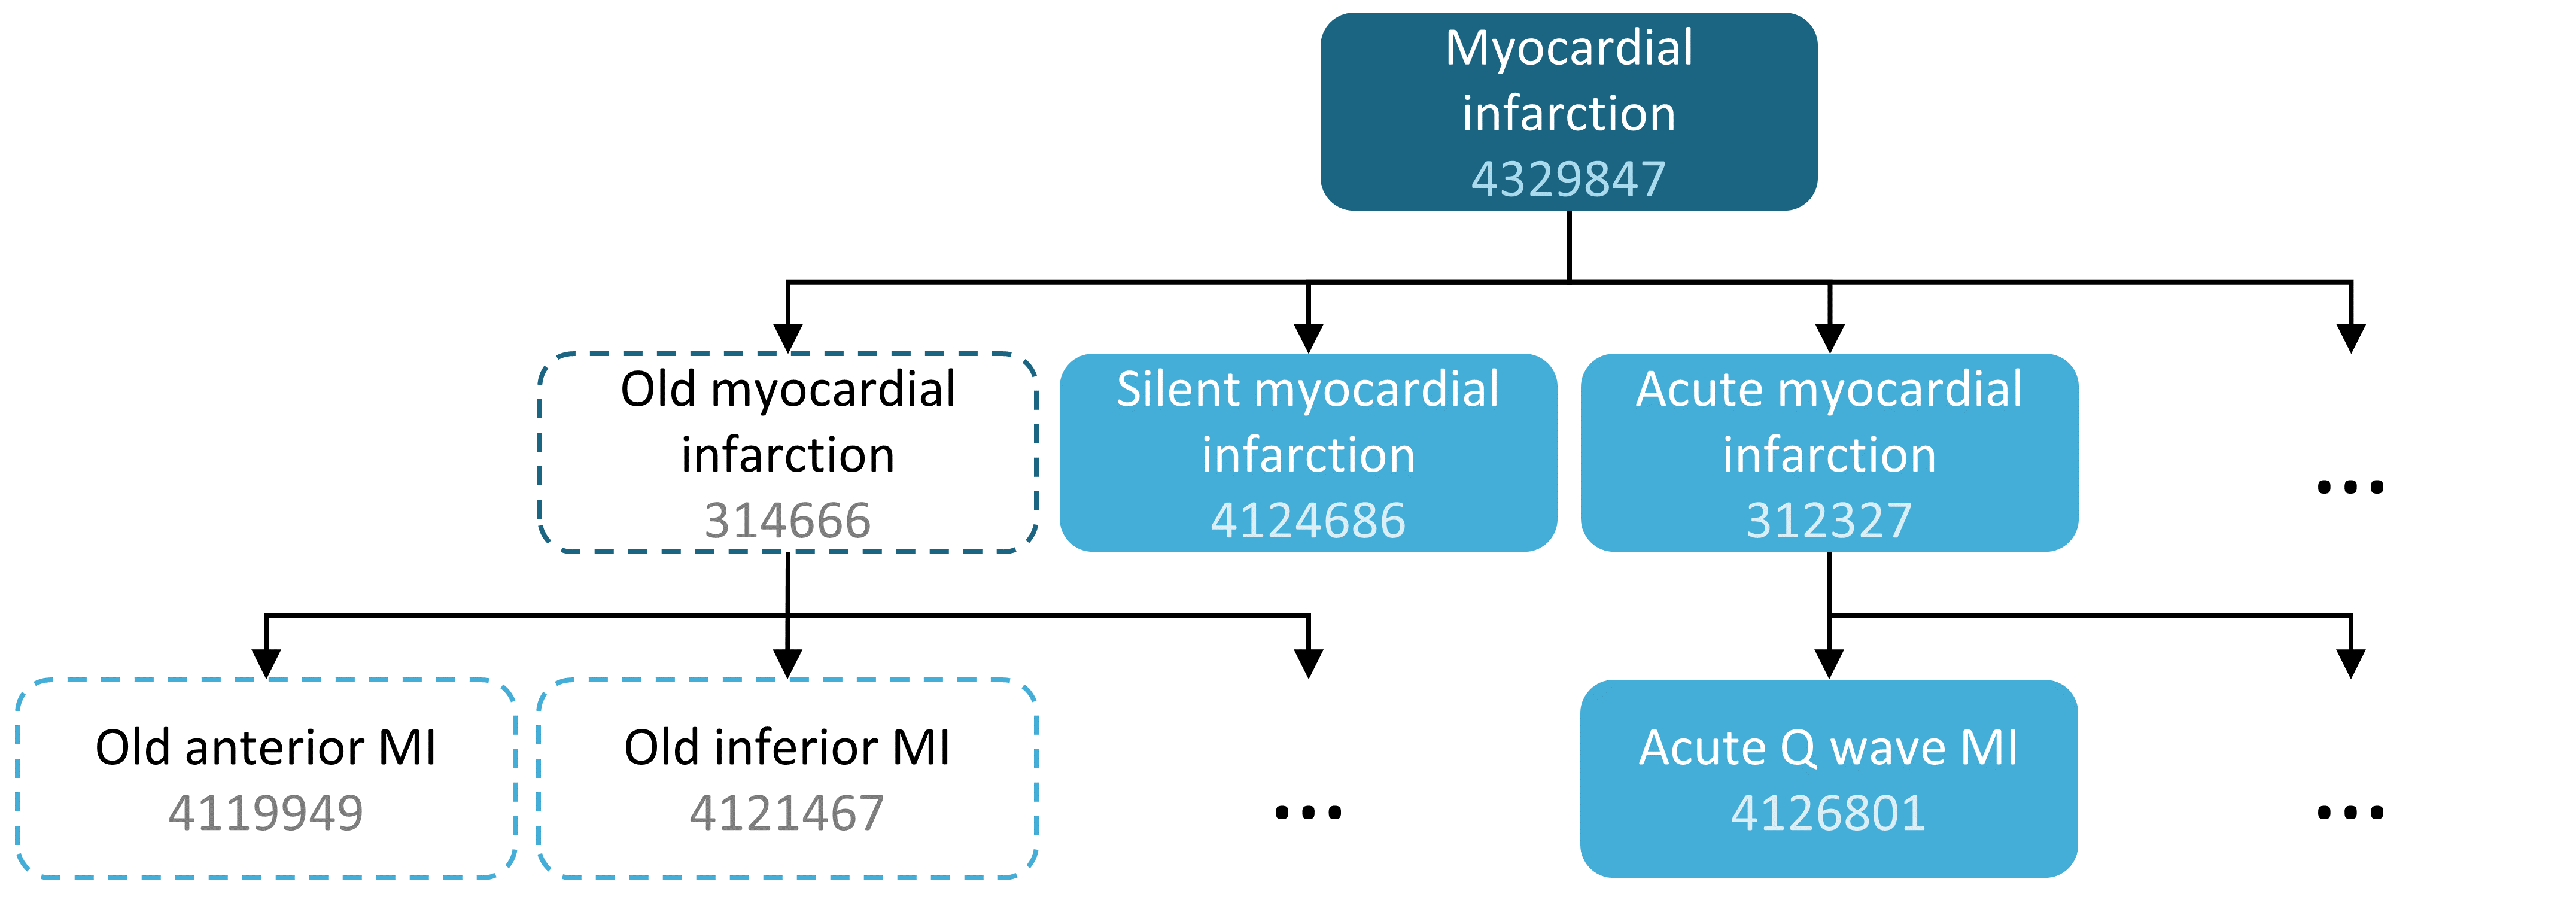 Myocardial
infarction
4329847
Old myocardial
infarction
314666
Silent myocardial
infarction
4124686
Acute myocardial
infarction
312327
...
Old anterior MI
4119949
Old inferior MI
4121467
...
Acute Q wave MI
4126801
...